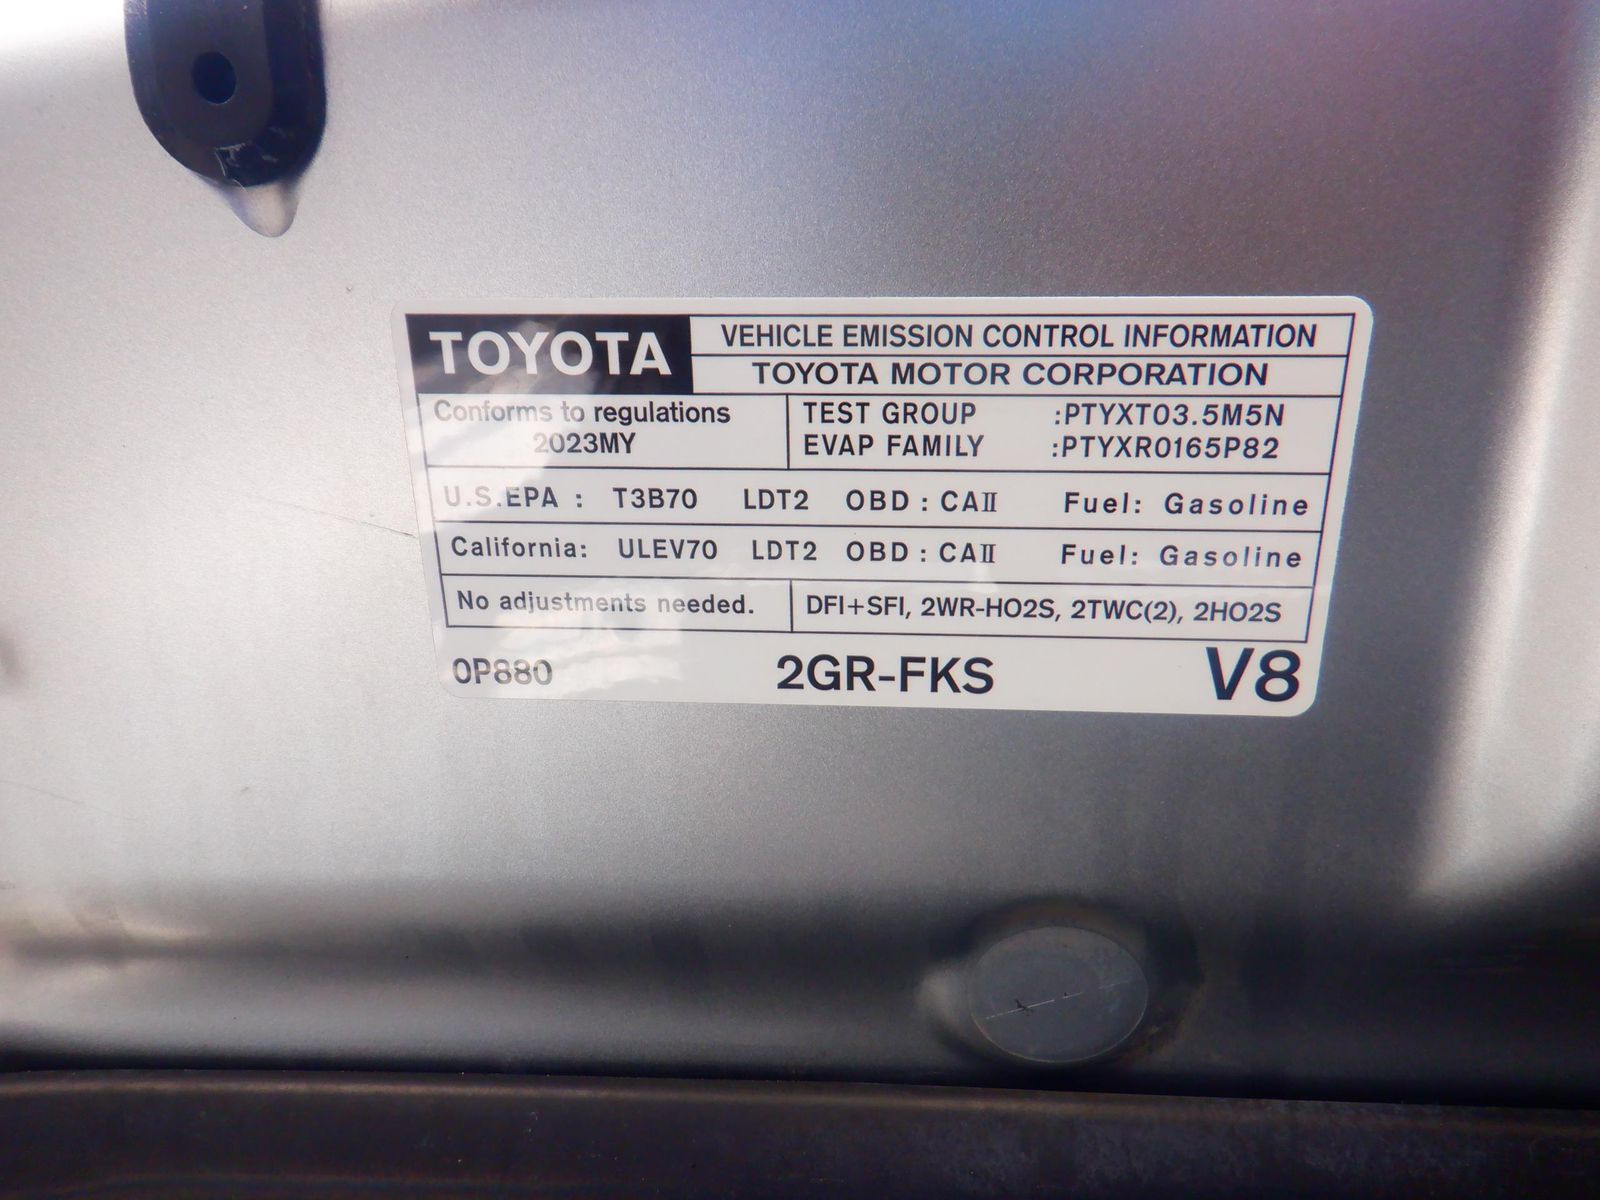 TOYOTA
VEHICLE EMISSION CONTROL INFORMATION
TOYOTA MOTOR CORPORATION
Conforms to regulations
2023MY
TEST GROUP :PTYXT03.5M5N
EVAP FAMILY :PTYXR0165P82
U.S.EPA : T3B70 LDT2 OBD : CAⅡ Fuel: Gasoline
California: ULEV70 LDT2 OBD : CAⅡ Fuel: Gasoline
No adjustments needed.
DFI+SFI, 2WR-HO2S, 2TWC(2), 2HO2S
0P880 2GR-FKS V8